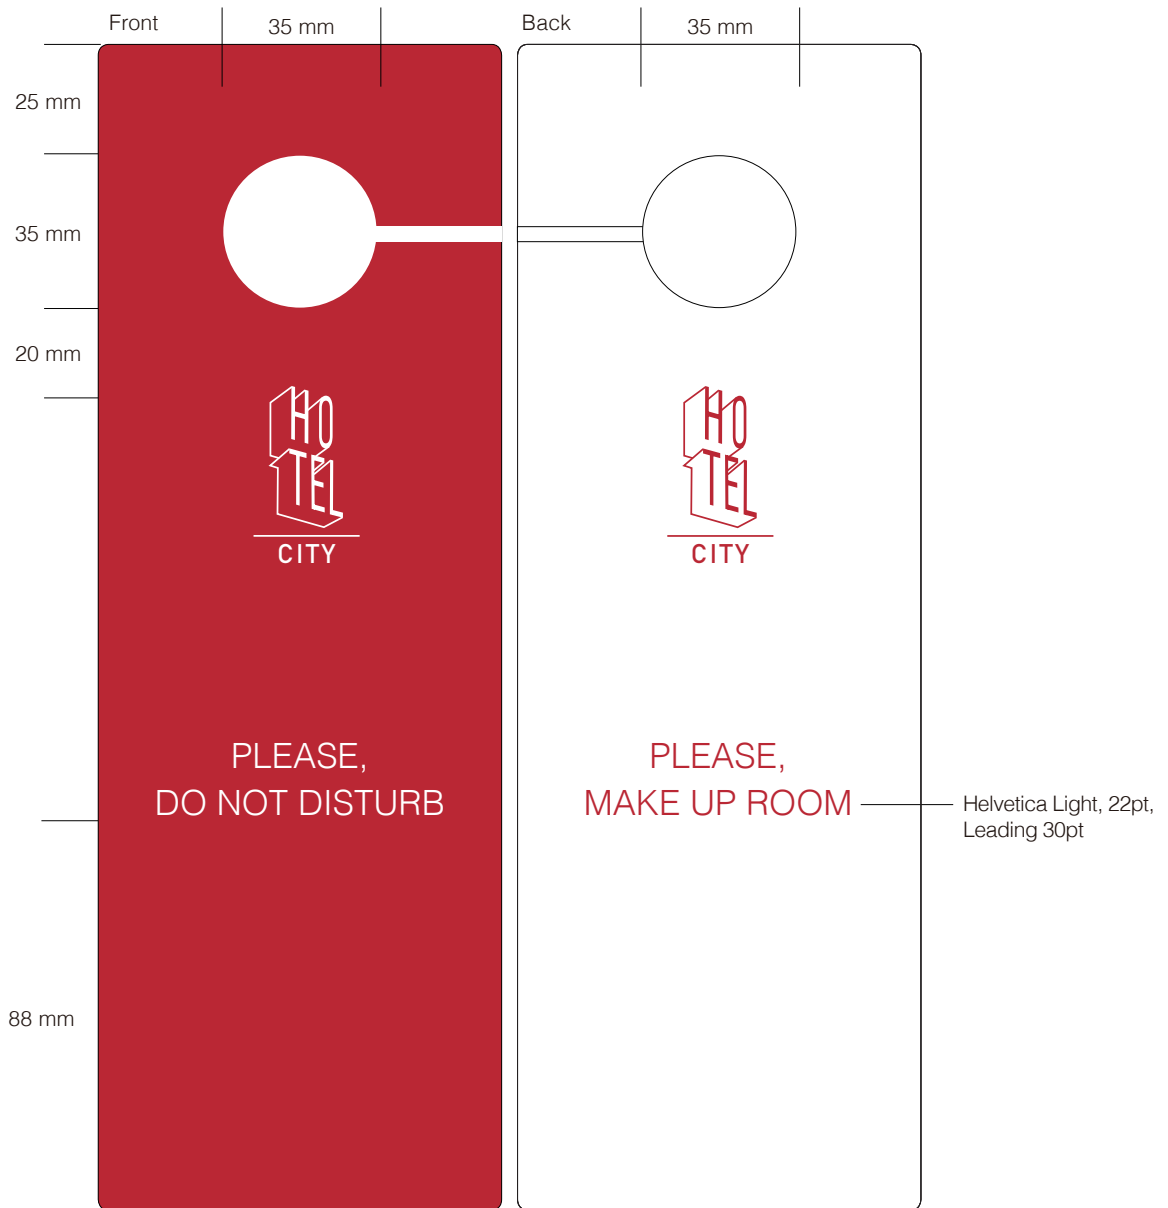 Front
35 mm
Back
35 mm
25 mm
35 mm
20 mm
HO
TEL
CITY
HO
TEL
CITY
PLEASE,
DO NOT DISTURB
PLEASE,
MAKE UP ROOM
Helvetica Light, 22pt,
Leading 30pt
88 mm